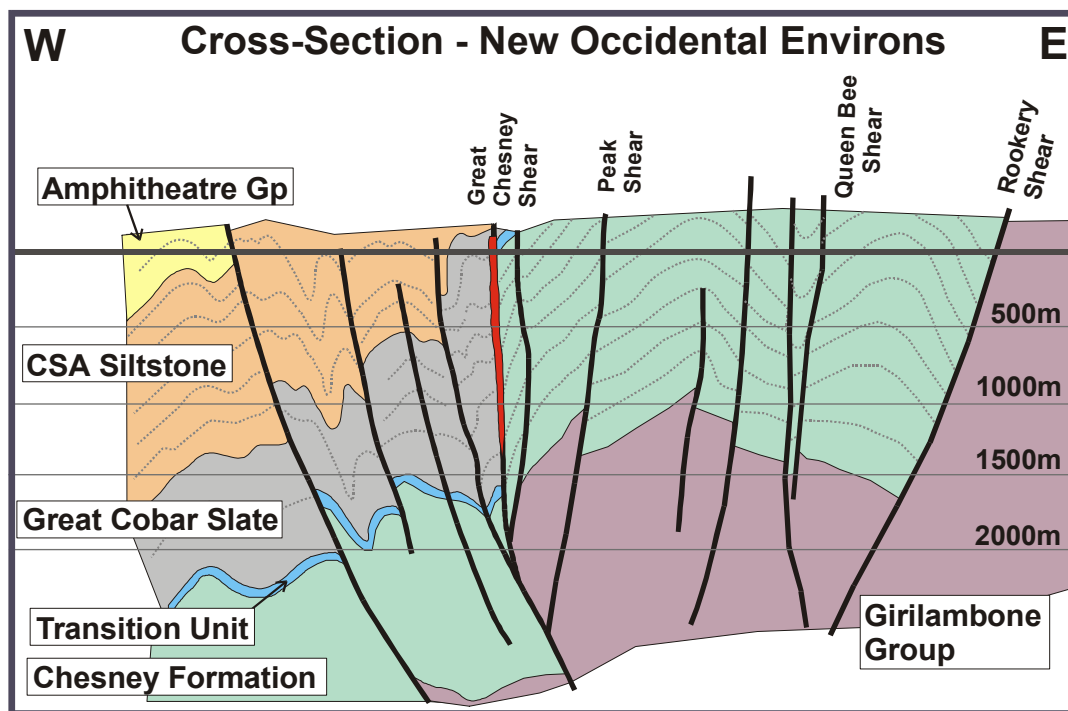 W
Cross-Section - New Occidental Environs
E
Great
Chesney
Shear
Peak
Shear
Queen Bee
Shear
Rookery
Shear
Amphitheatre Gp
500m
CSA Siltstone
1000m
1500m
Great Cobar Slate
2000m
Transition Unit
Chesney Formation
Girilambone
Group